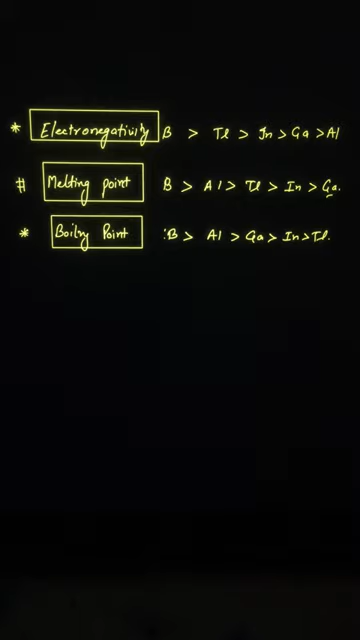 * Electronegativity B > Tl > In > Ga > Al
# Melting point B > Al > Tl > In > Ga.
* Boiling Point :B > Al > Ga > In > Tl.